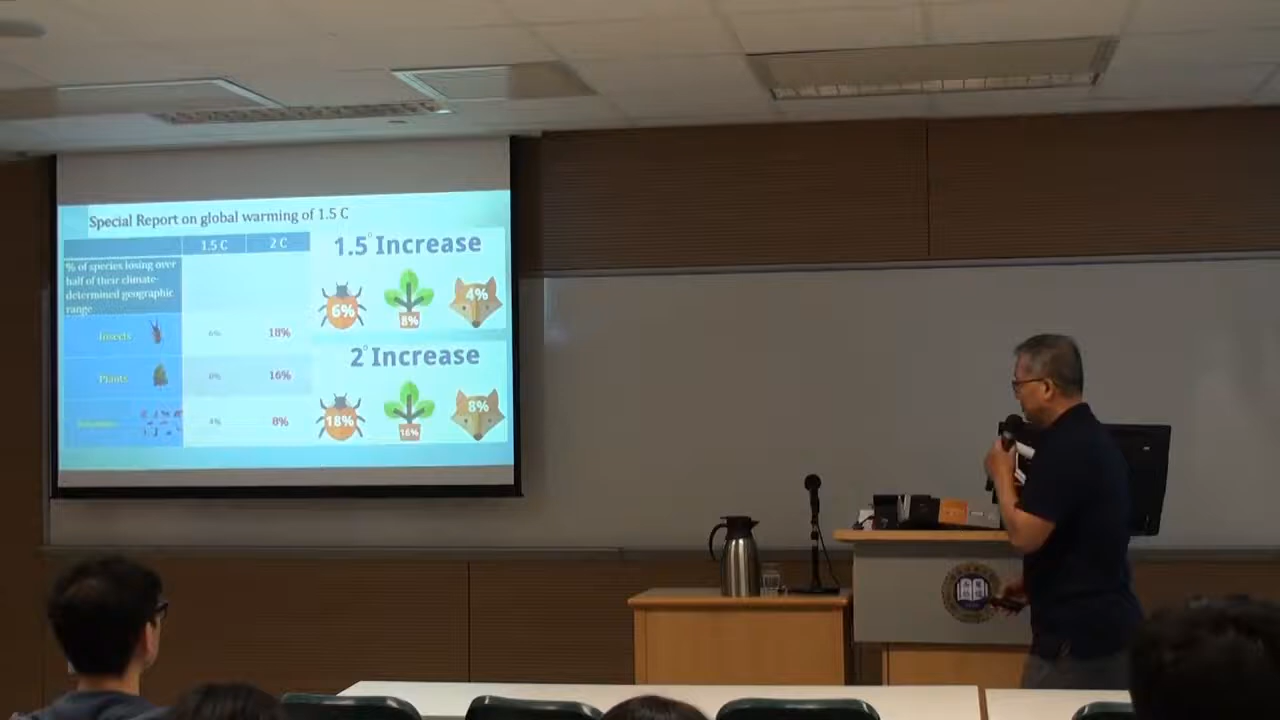 Special Report on global warming of 1.5 C
1.5 C 2 C
% of species losing over
half of their climate-
determined geographic
range
Insects 6% 18%
Plants 16%
4% 8%
1.5° Increase
6% 8% 4%
2° Increase
18% 16% 8%